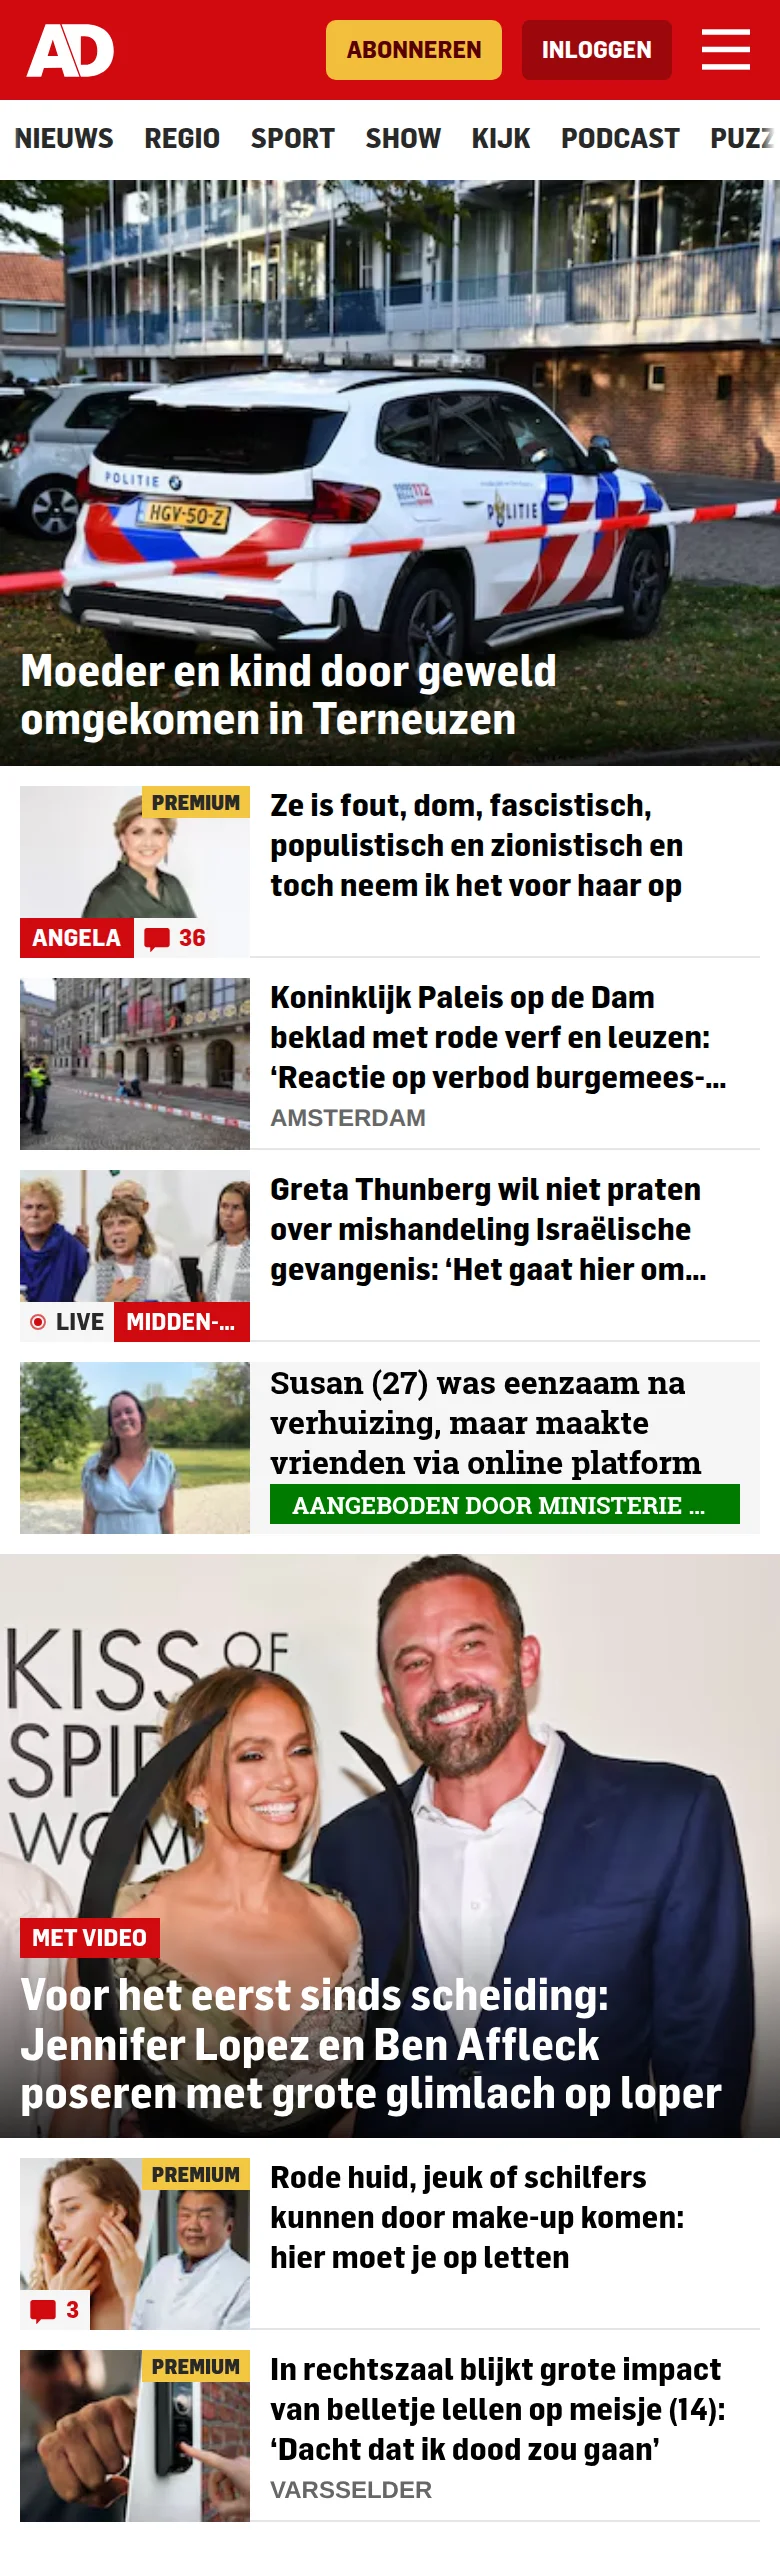 AD
ABONNEREN
INLOGGEN
NIEUWS REGIO SPORT SHOW KIJK PODCAST PUZZ
POLITIE
HGV-50-Z
112
POLITIE
Moeder en kind door geweld
omgekomen in Terneuzen
PREMIUM
ANGELA
36
Ze is fout, dom, fascistisch,
populistisch en zionistisch en
toch neem ik het voor haar op
Koninklijk Paleis op de Dam
beklad met rode verf en leuzen:
‘Reactie op verbod burgemees-...
AMSTERDAM
LIVE
MIDDEN-...
Greta Thunberg wil niet praten
over mishandeling Israëlische
gevangenis: ‘Het gaat hier om...
Susan (27) was eenzaam na
verhuizing, maar maakte
vrienden via online platform
AANGEBODEN DOOR MINISTERIE ...
KISS OF
SPI
WOM
MET VIDEO
Voor het eerst sinds scheiding:
Jennifer Lopez en Ben Affleck
poseren met grote glimlach op loper
PREMIUM
3
Rode huid, jeuk of schilfers
kunnen door make-up komen:
hier moet je op letten
PREMIUM
In rechtszaal blijkt grote impact
van belletje lellen op meisje (14):
‘Dacht dat ik dood zou gaan’
VARSSELDER